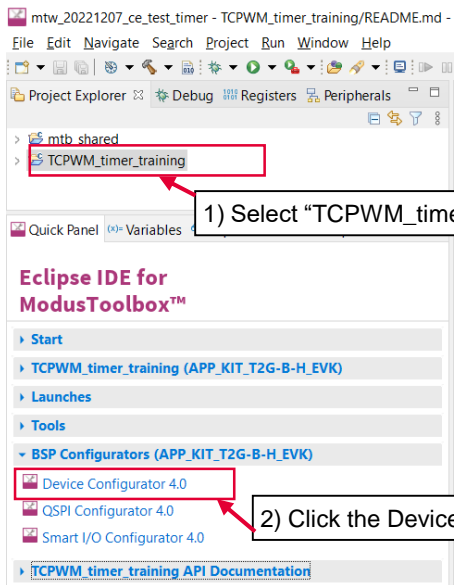 mtw_20221207_ce_test_timer - TCPWM_timer_training/README.md -
File Edit Navigate Search Project Run Window Help
Project Explorer Debug Registers Peripherals
mtb_shared
TCPWM_timer_training
1) Select “TCPWM_time
Quick Panel (x)= Variables
Eclipse IDE for
ModusToolbox™
Start
TCPWM_timer_training (APP_KIT_T2G-B-H_EVK)
Launches
Tools
BSP Configurators (APP_KIT_T2G-B-H_EVK)
Device Configurator 4.0
QSPI Configurator 4.0
2) Click the Device
Smart I/O Configurator 4.0
TCPWM_timer_training API Documentation